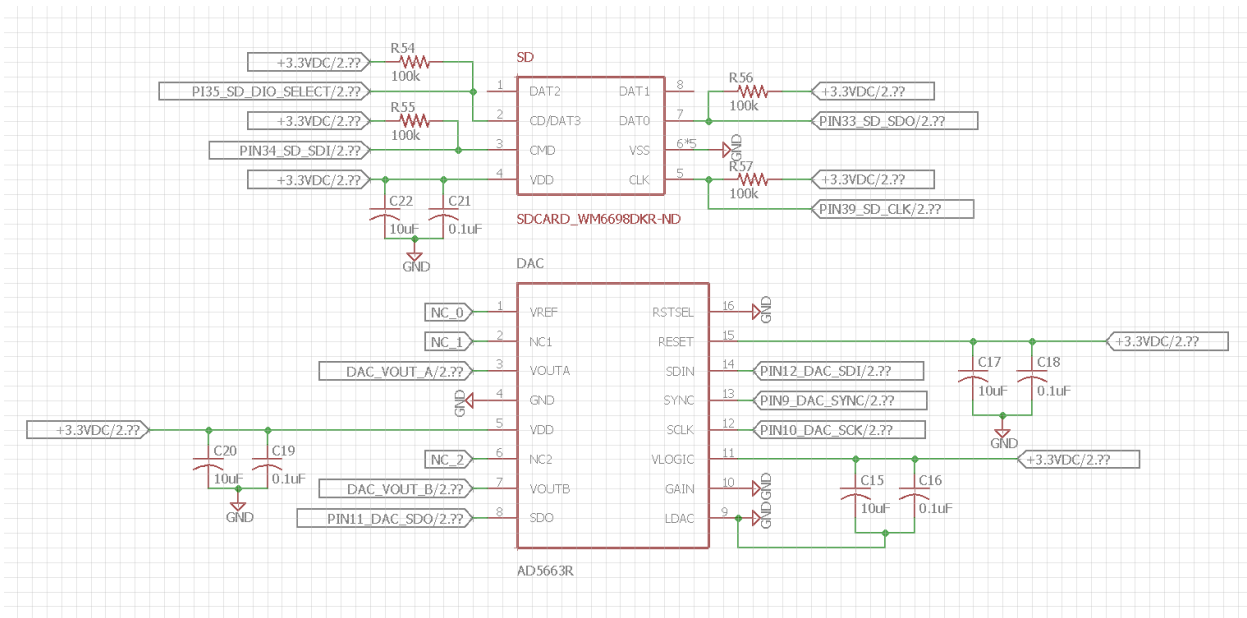 R54
+3.3VDC/2.??
100k
PI35_SD_DIO_SELECT/2.??
R55
+3.3VDC/2.??
100k
PIN34_SD_SDI/2.??
+3.3VDC/2.??
C22
10uF
C21
0.1uF
GND
SD
1 DAT2 DAT1 8
2 CD/DAT3 DAT0 7
3 CMD VSS 6*5
4 VDD CLK 5
SDCARD_WM6698DKR-ND
R56
+3.3VDC/2.??
100k
PIN33_SD_SDO/2.??
GND
R57
+3.3VDC/2.??
100k
PIN39_SD_CLK/2.??
DAC
NC_0
NC_1
DAC_VOUT_A/2.??
GND
+3.3VDC/2.??
C20
10uF
C19
0.1uF
GND
NC_2
DAC_VOUT_B/2.??
PIN11_DAC_SDO/2.??
1 VREF RSTSEL 16
2 NC1 RESET 15
3 VOUTA SDIN 14
4 GND SYNC 13
5 VDD SCLK 12
6 NC2 VLOGIC 11
7 VOUTB GAIN 10
8 SDO LDAC 9
AD5663R
GND
+3.3VDC/2.??
C17
10uF
C18
0.1uF
GND
PIN12_DAC_SDI/2.??
PIN9_DAC_SYNC/2.??
PIN10_DAC_SCK/2.??
+3.3VDC/2.??
C15
10uF
C16
0.1uF
GND
GND